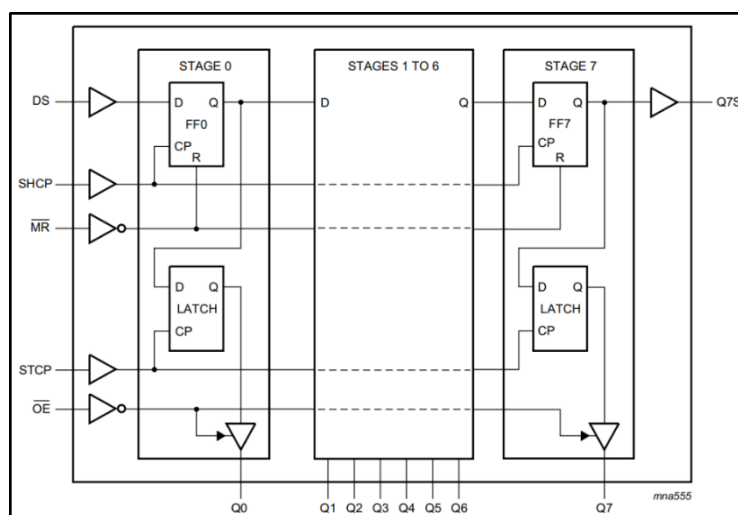 STAGE 0
STAGES 1 TO 6
STAGE 7
DS
D
Q
FF0
CP
R
D
Q
D
Q
FF7
CP
R
Q7S
SHCP
MR
D
Q
LATCH
CP
D
Q
LATCH
CP
STCP
OE
mna555
Q0
Q1 Q2 Q3 Q4 Q5 Q6
Q7